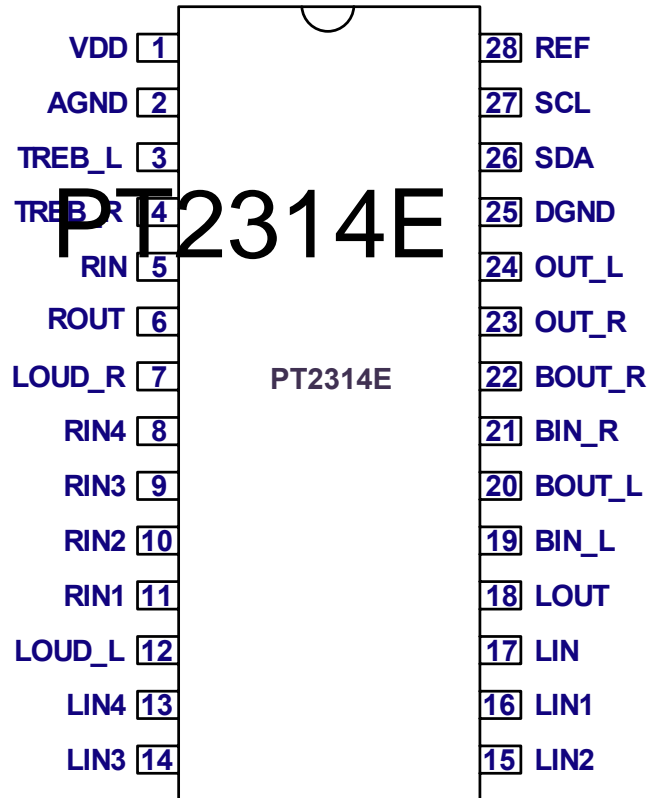 VDD 1 28 REF
AGND 2 27 SCL
TREB_L 3 26 SDA
TREB_R 4 25 DGND
PT2314E
RIN 5 24 OUT_L
ROUT 6 23 OUT_R
LOUD_R 7 PT2314E 22 BOUT_R
RIN4 8 21 BIN_R
RIN3 9 20 BOUT_L
RIN2 10 19 BIN_L
RIN1 11 18 LOUT
LOUD_L 12 17 LIN
LIN4 13 16 LIN1
LIN3 14 15 LIN2